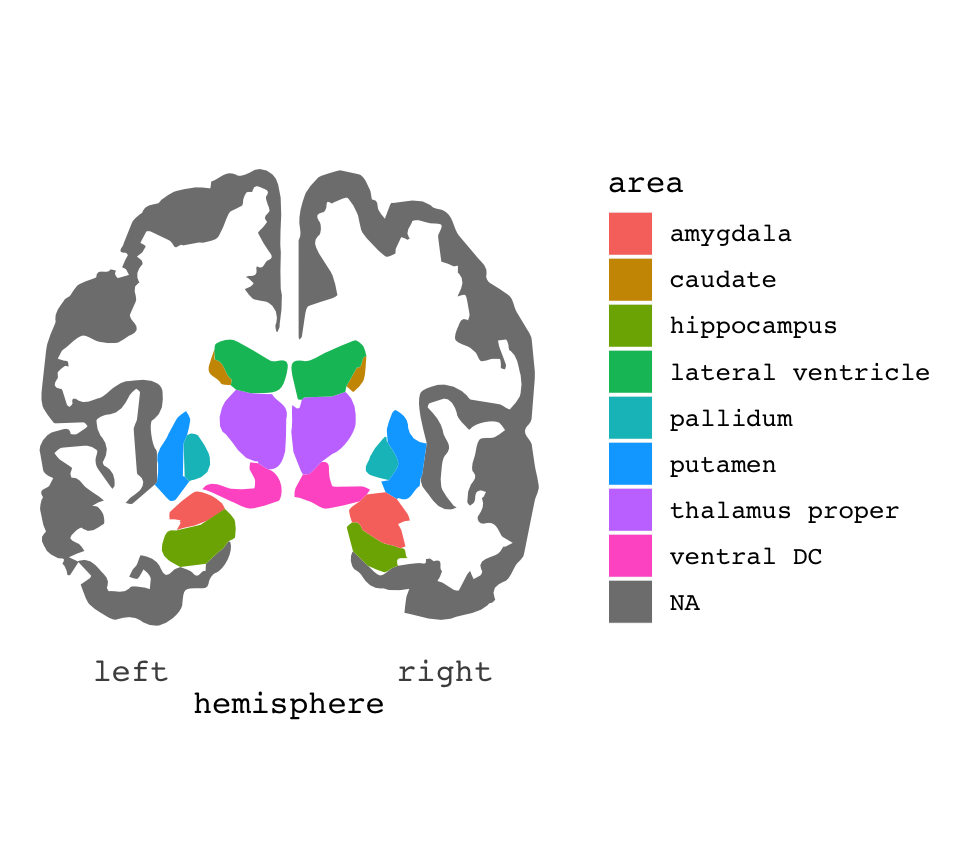 area
amygdala
caudate
hippocampus
lateral ventricle
pallidum
putamen
thalamus proper
ventral DC
NA
left right
hemisphere